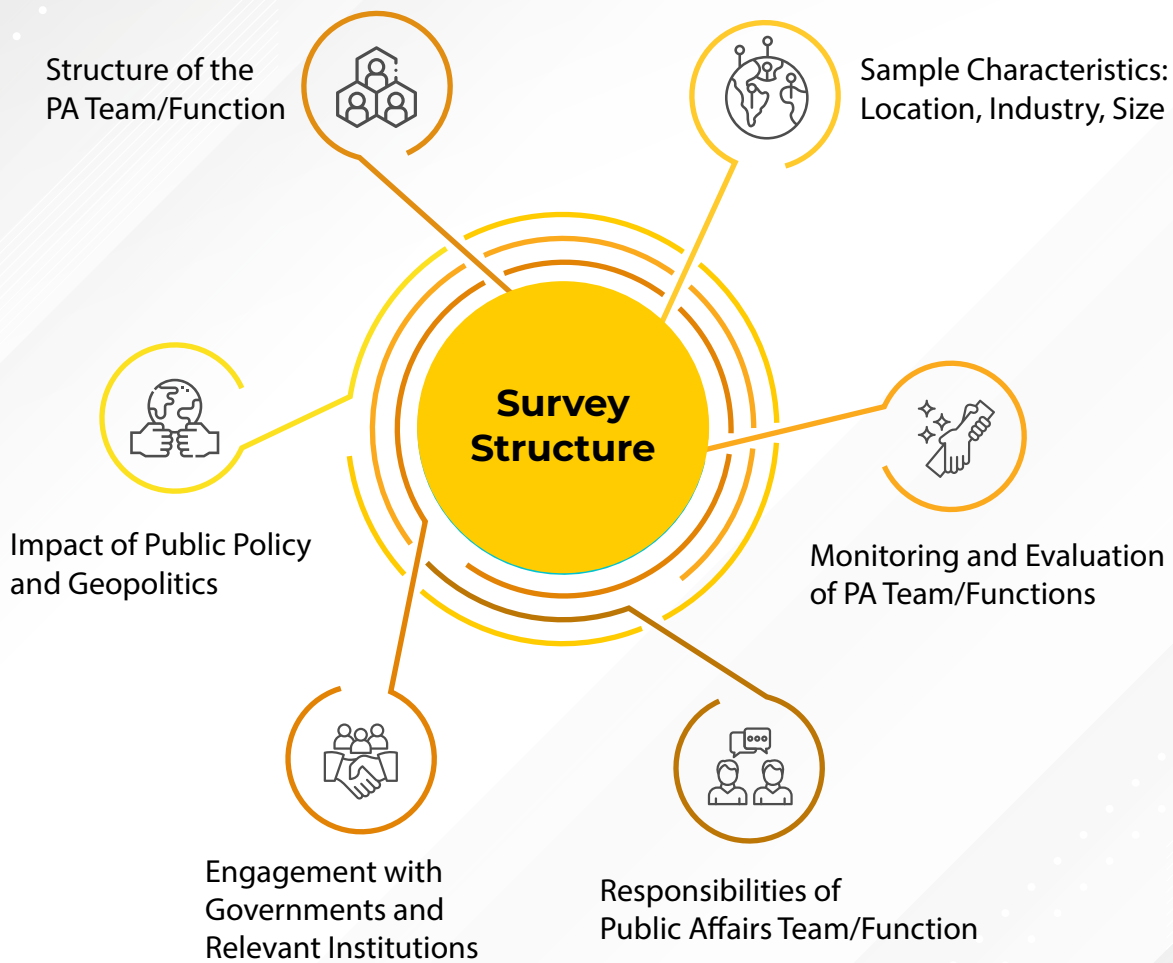 Structure of the
PA Team/Function
Sample Characteristics:
Location, Industry, Size
Survey
Structure
Impact of Public Policy
and Geopolitics
Monitoring and Evaluation
of PA Team/Functions
Engagement with
Governments and
Relevant Institutions
Responsibilities of
Public Affairs Team/Function